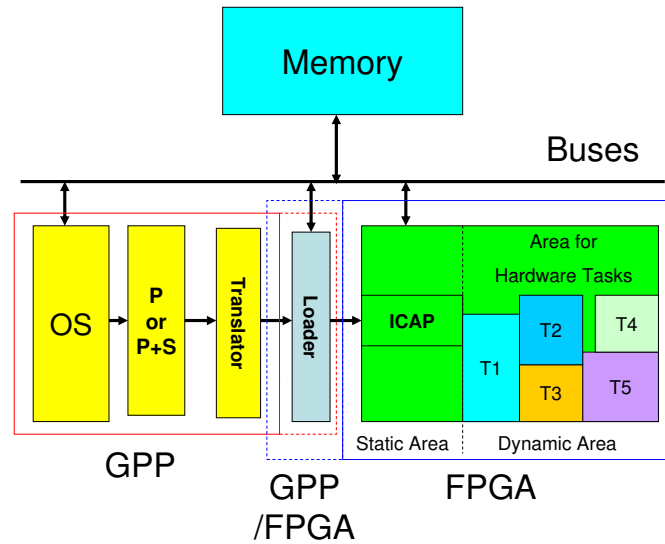 Memory
Buses
OS
P
or
P+S
Translator
Loader
ICAP
Area for
Hardware Tasks
T1
T2
T3
T4
T5
Static Area
Dynamic Area
GPP
GPP
/FPGA
FPGA